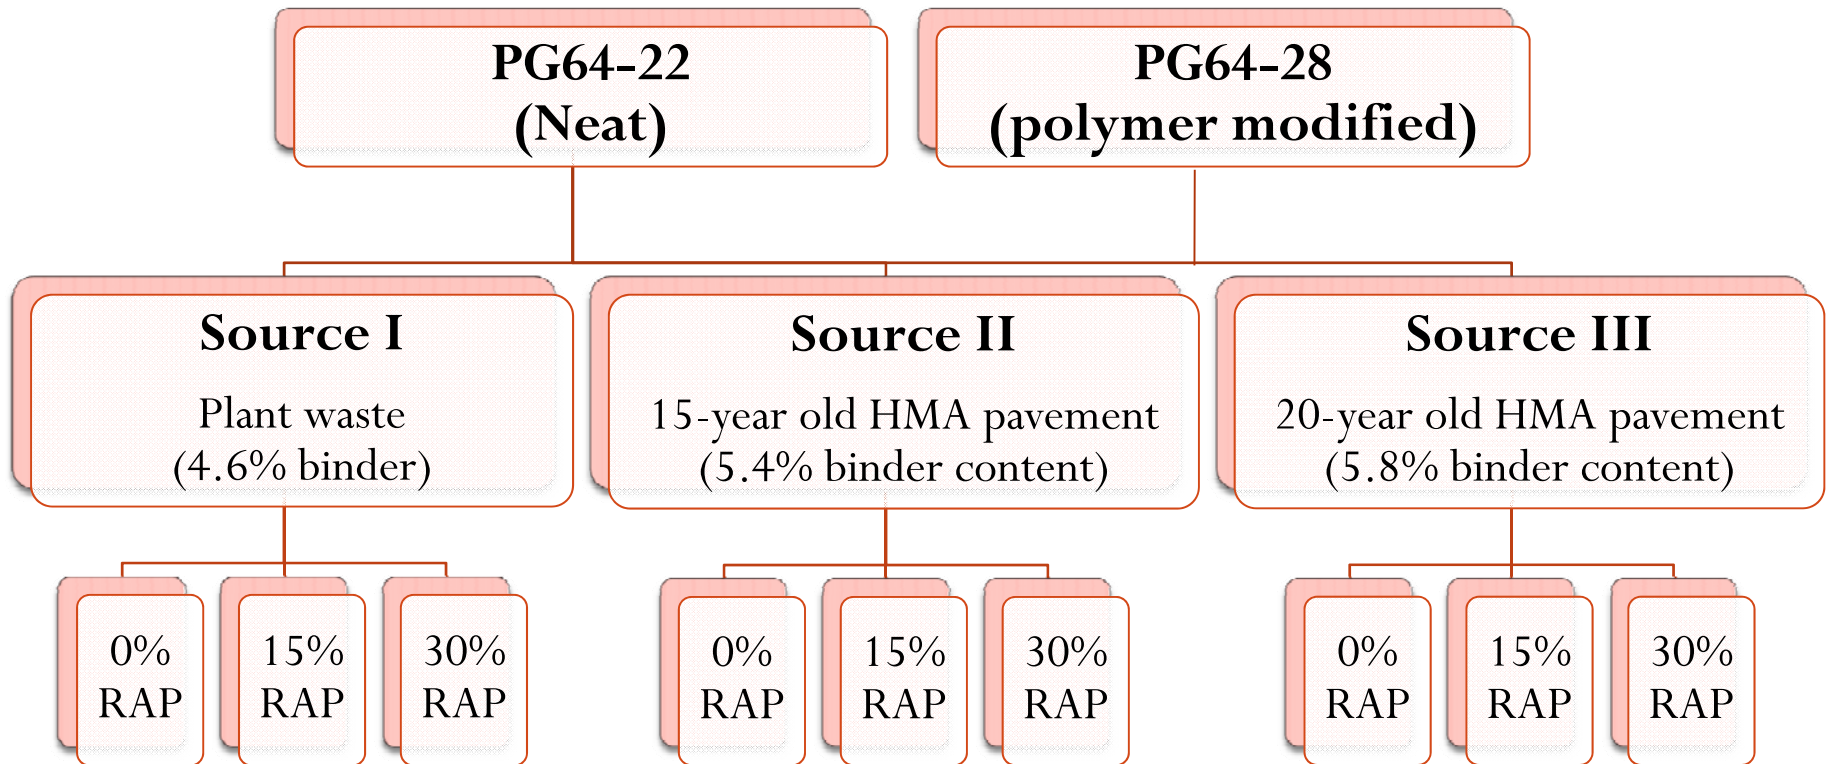 PG64-22
(Neat)
PG64-28
(polymer modified)
Source I
Plant waste
(4.6% binder)
Source II
15-year old HMA pavement
(5.4% binder content)
Source III
20-year old HMA pavement
(5.8% binder content)
0%
RAP
15%
RAP
30%
RAP
0%
RAP
15%
RAP
30%
RAP
0%
RAP
15%
RAP
30%
RAP